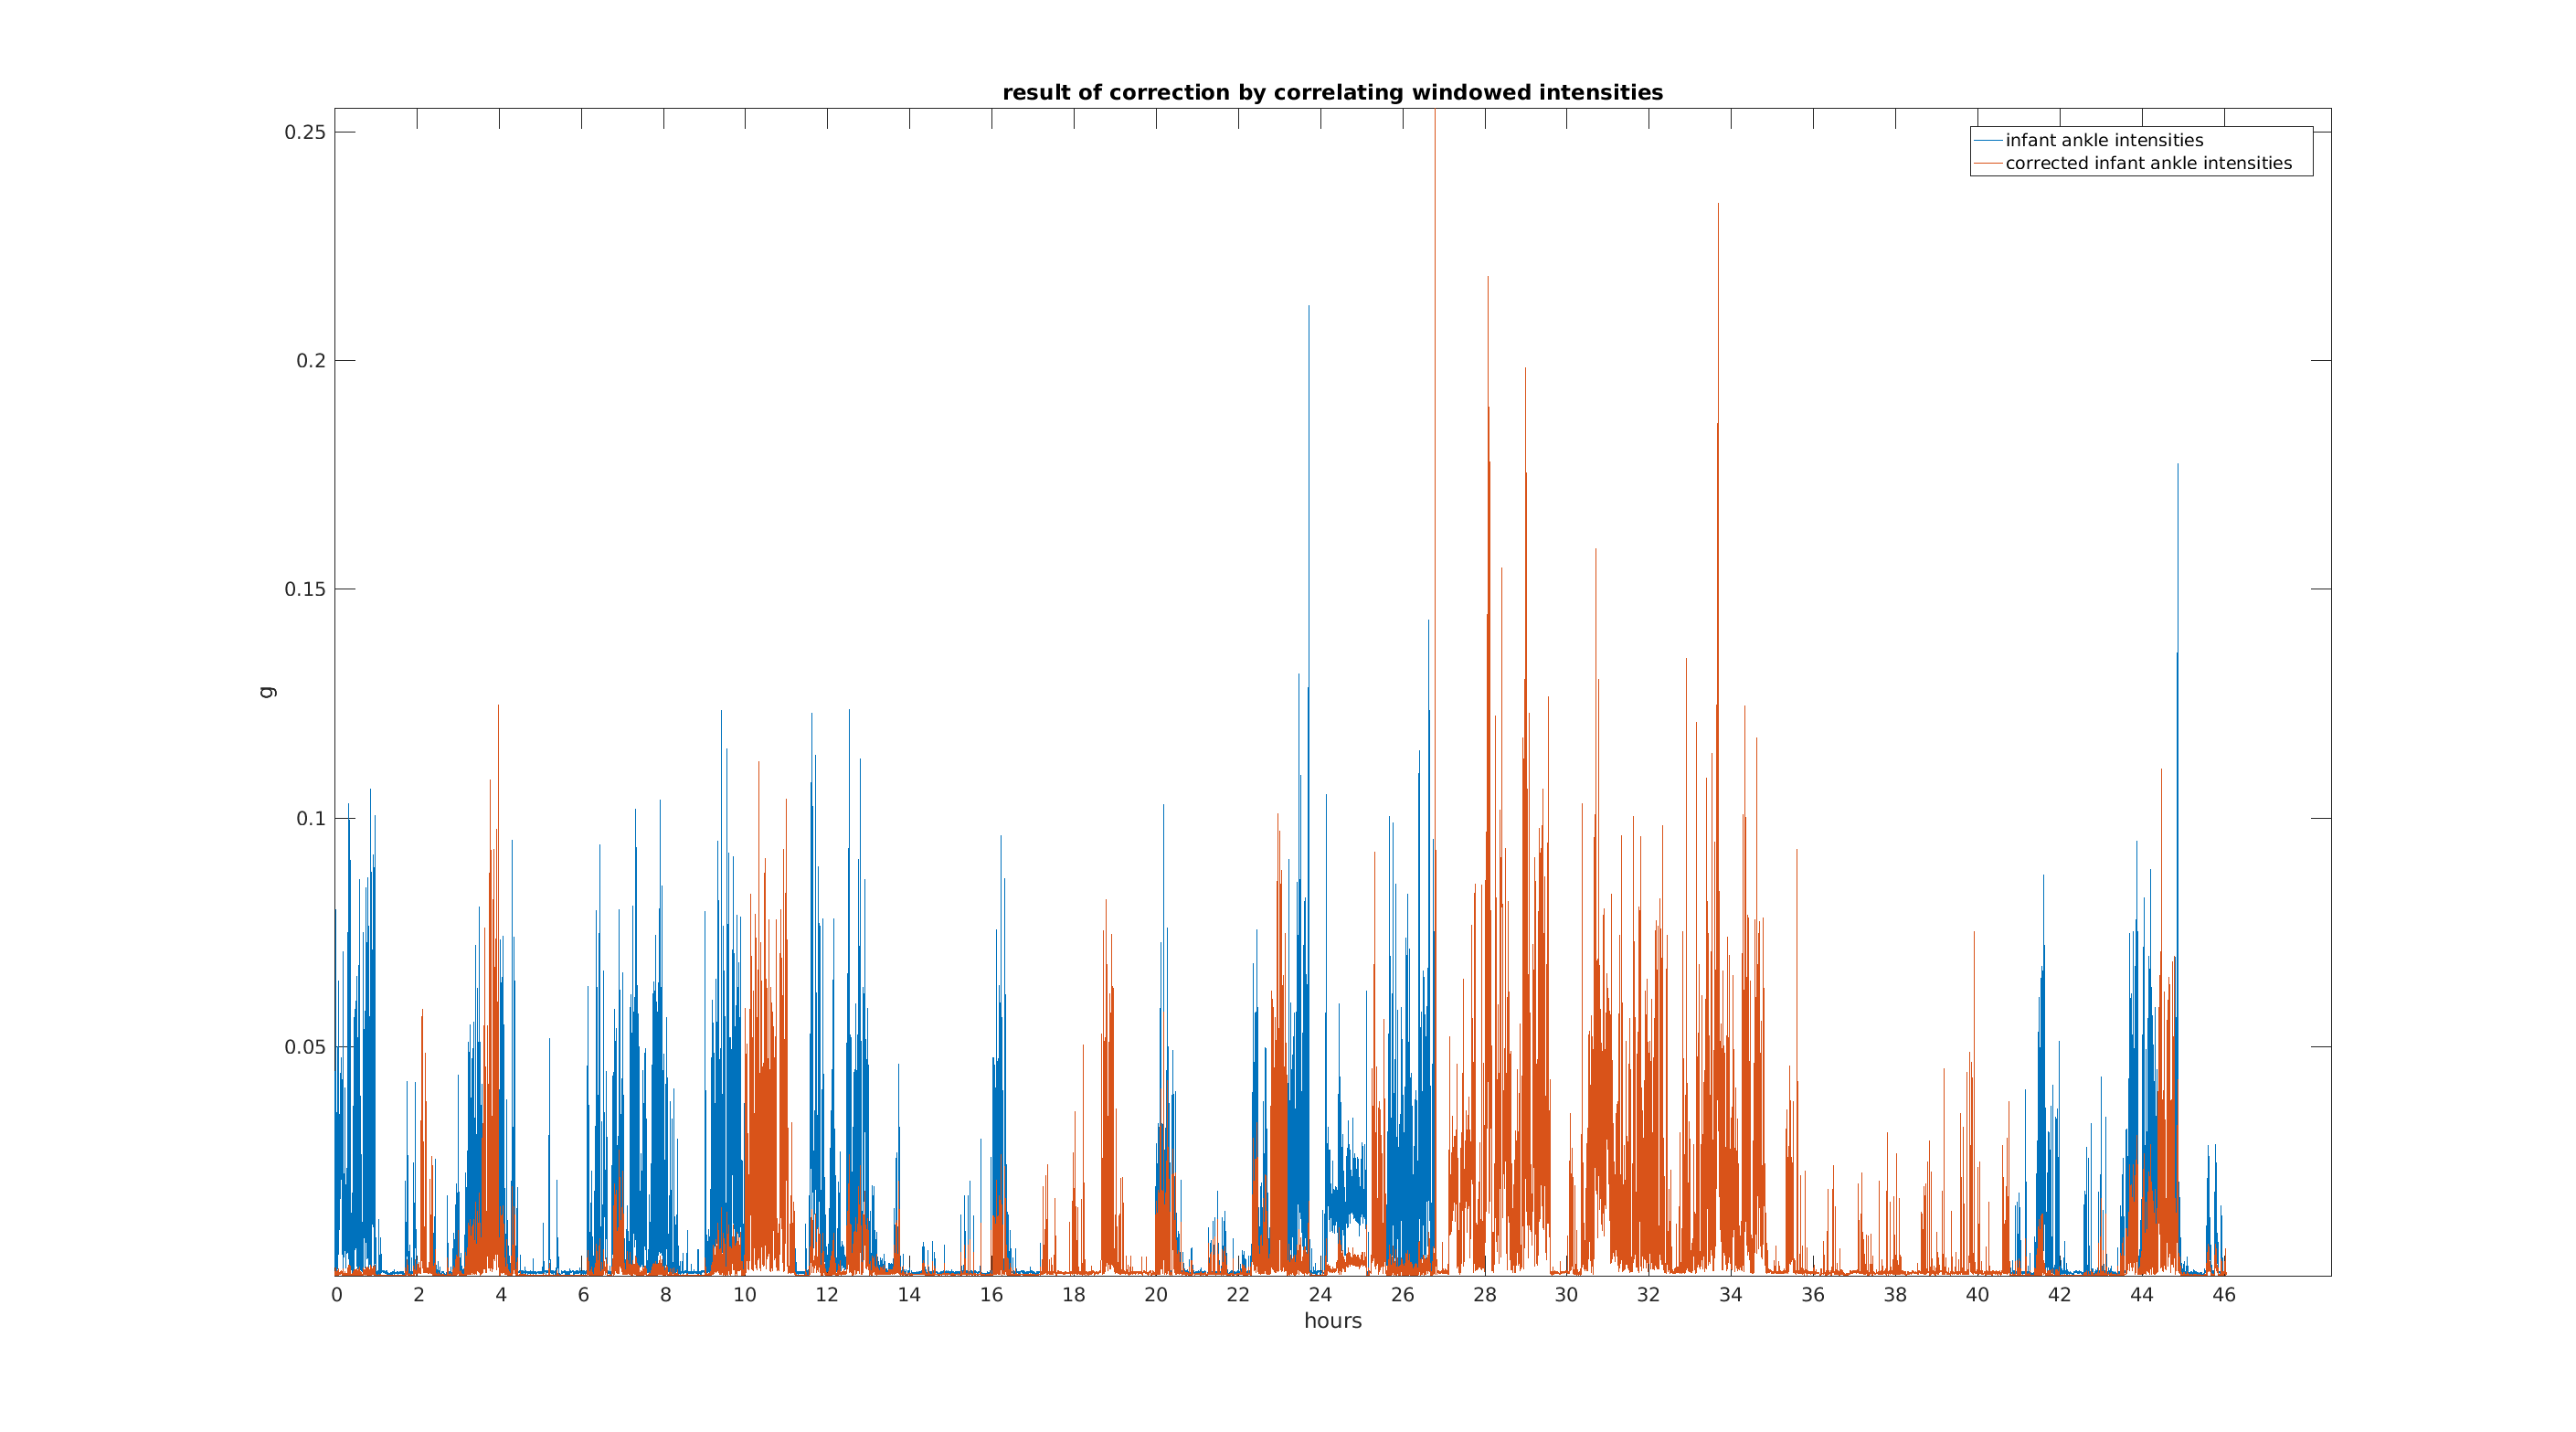 result of correction by correlating windowed intensities
infant ankle intensities
corrected infant ankle intensities
0.25
0.2
0.15
0.1
0.05
g
0 2 4 6 8 10 12 14 16 18 20 22 24 26 28 30 32 34 36 38 40 42 44 46
hours